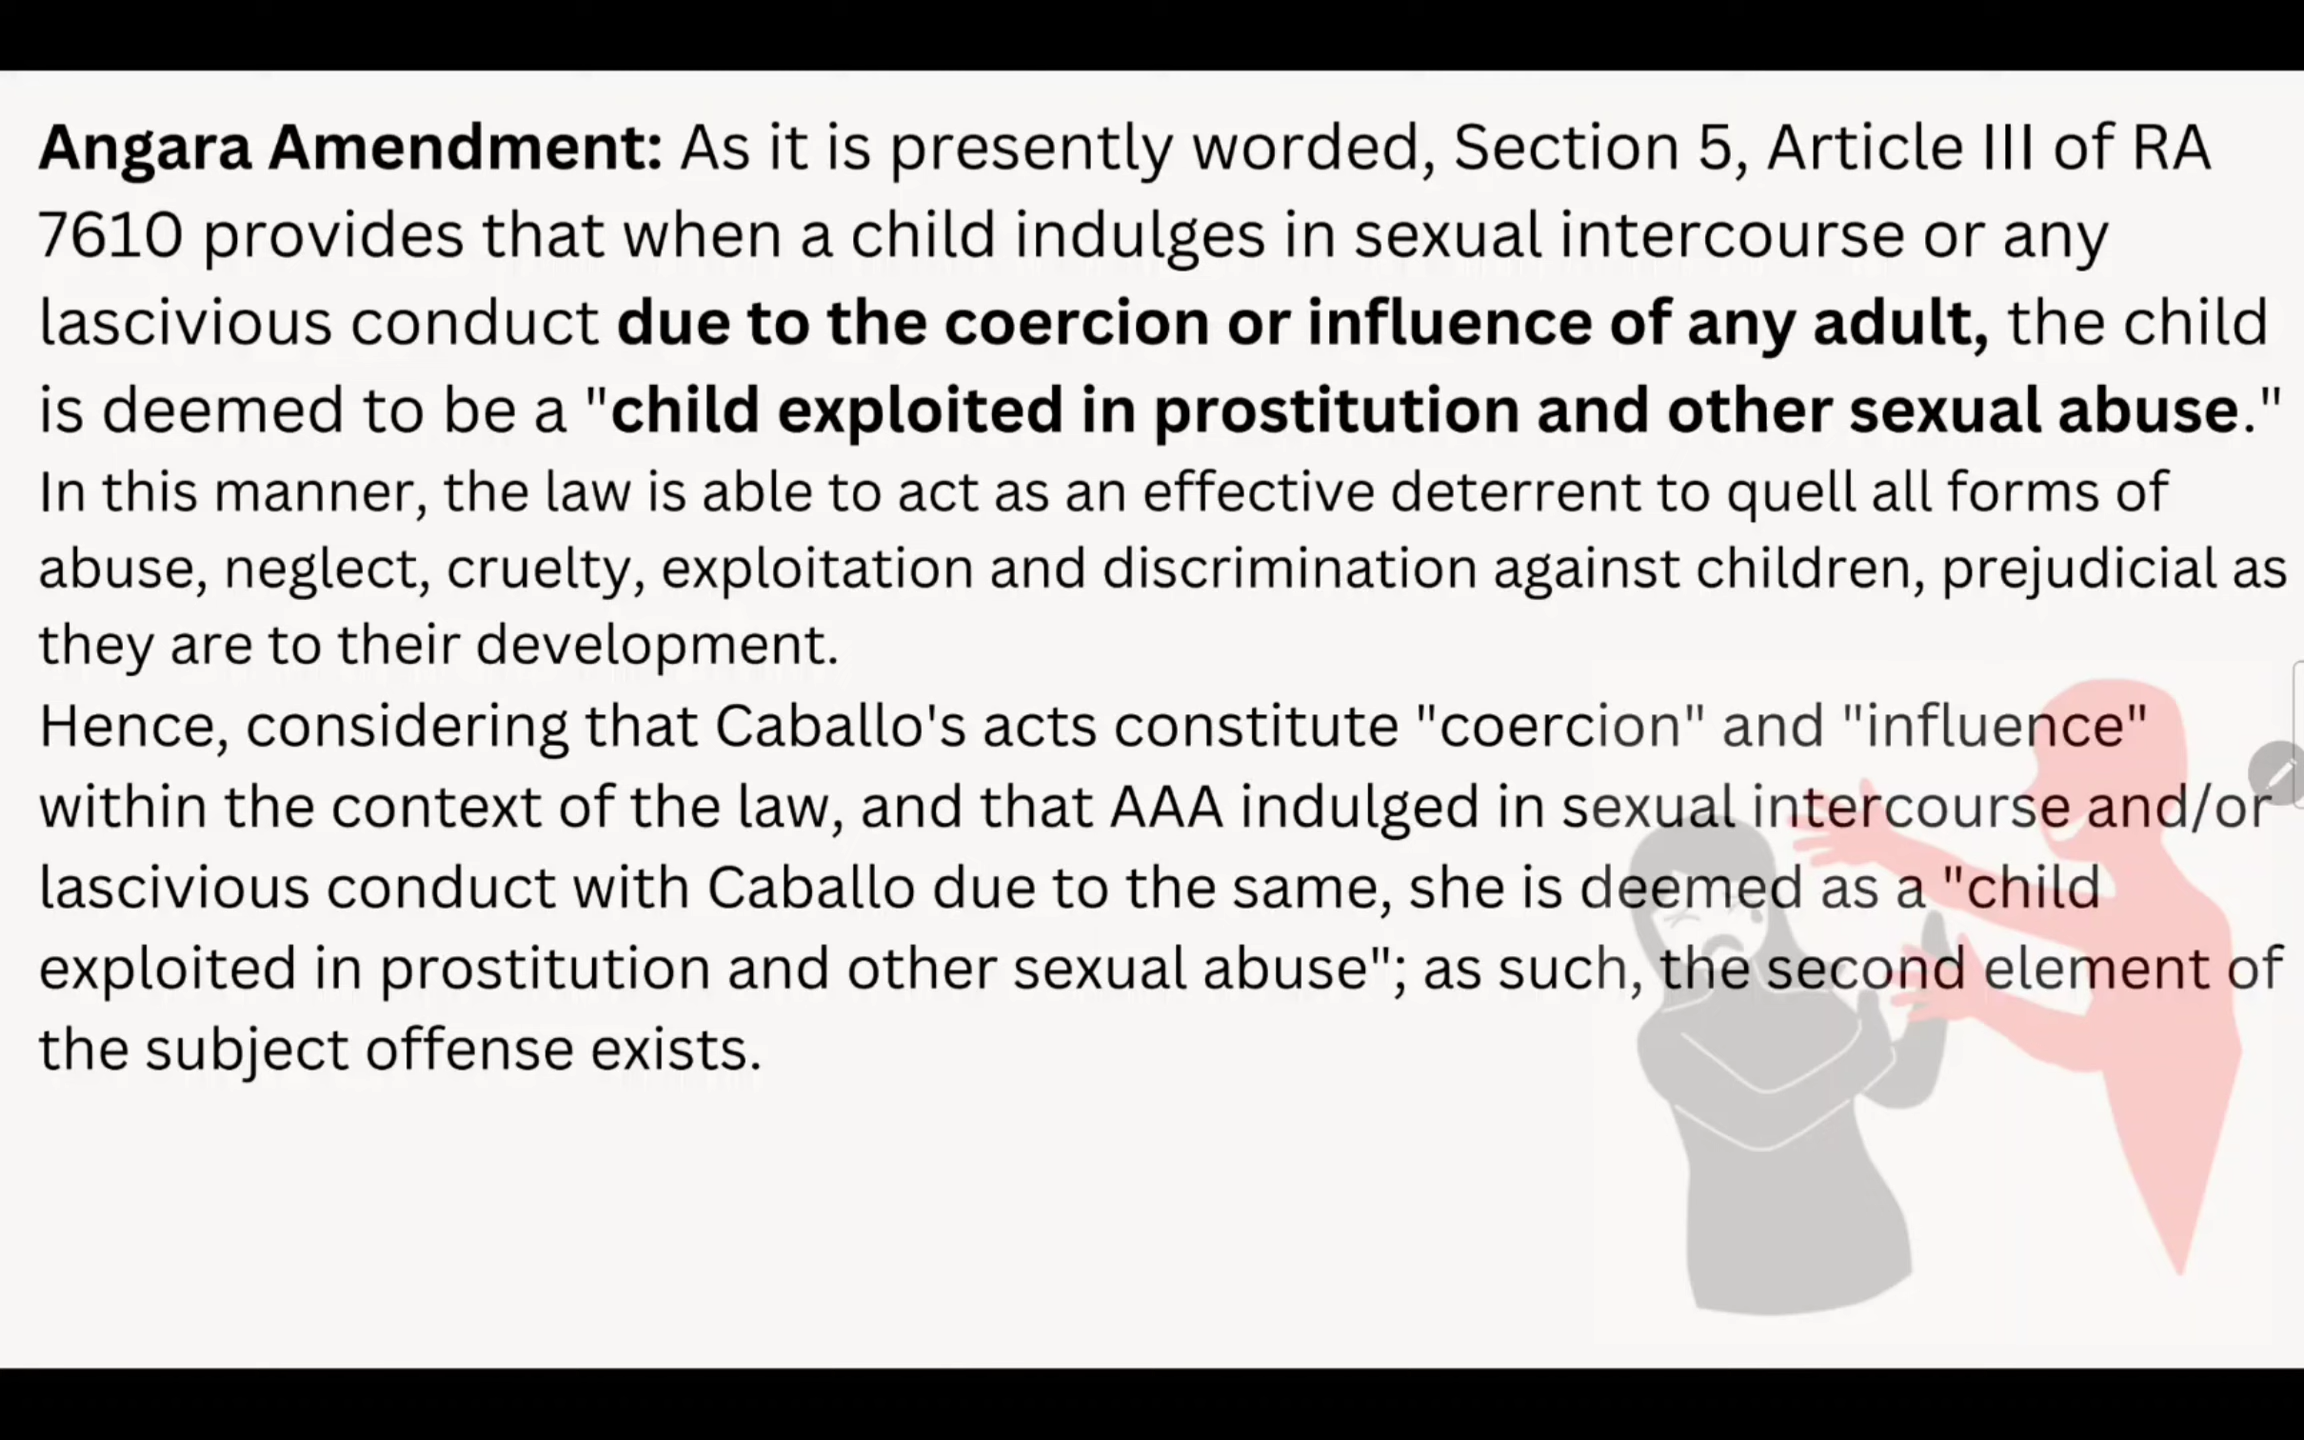 Angara Amendment: As it is presently worded, Section 5, Article III of RA
7610 provides that when a child indulges in sexual intercourse or any
lascivious conduct due to the coercion or influence of any adult, the child
is deemed to be a "child exploited in prostitution and other sexual abuse."
In this manner, the law is able to act as an effective deterrent to quell all forms of
abuse, neglect, cruelty, exploitation and discrimination against children, prejudicial as
they are to their development.
Hence, considering that Caballo's acts constitute "coercion" and "influence"
within the context of the law, and that AAA indulged in sexual intercourse and/or
lascivious conduct with Caballo due to the same, she is deemed as a "child
exploited in prostitution and other sexual abuse"; as such, the second element of
the subject offense exists.